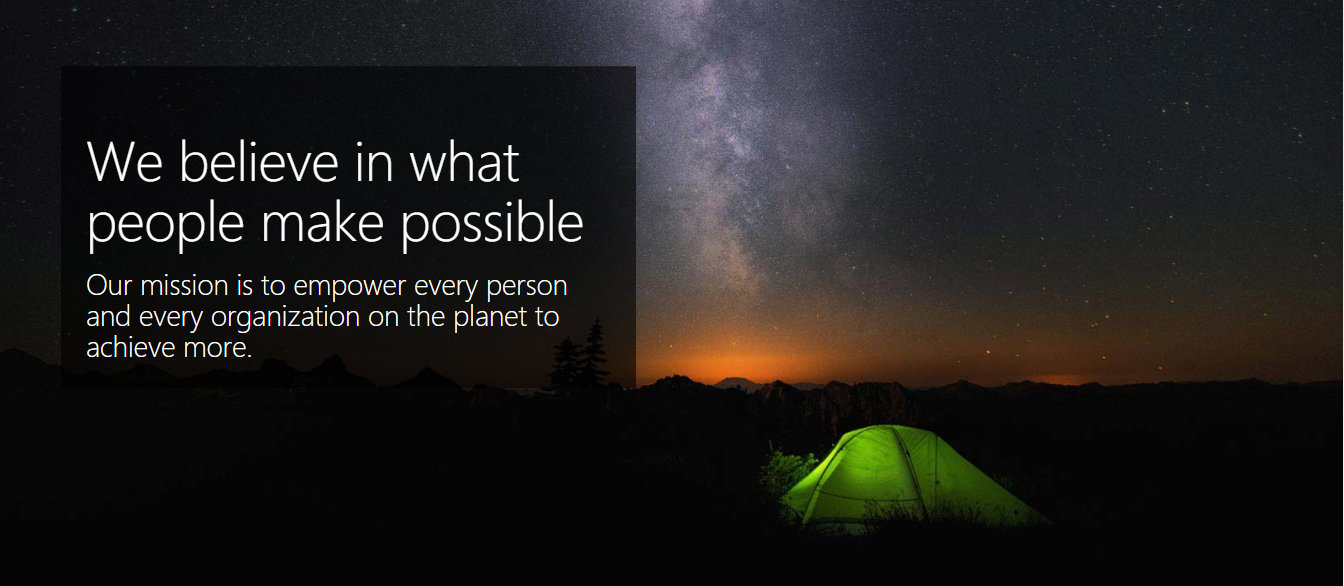 We believe in what
people make possible
Our mission is to empower every person
and every organization on the planet to
achieve more.